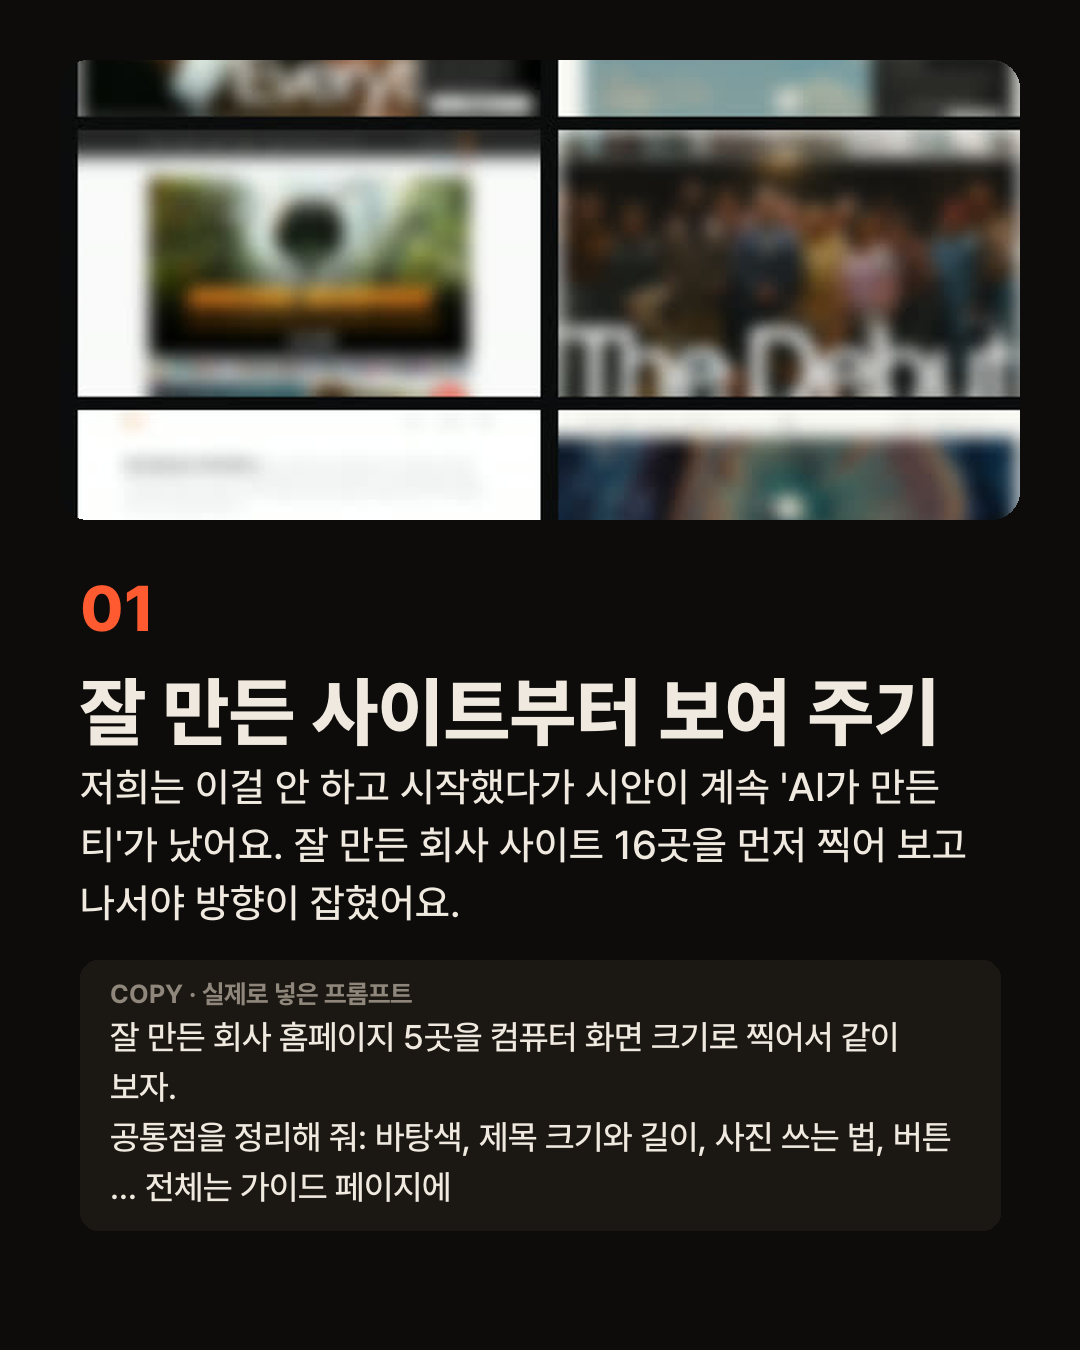 The Debut
01
잘 만든 사이트부터 보여 주기
저희는 이걸 안 하고 시작했다가 시안이 계속 'AI가 만든
티'가 났어요. 잘 만든 회사 사이트 16곳을 먼저 찍어 보고
나서야 방향이 잡혔어요.
COPY · 실제로 넣은 프롬프트
잘 만든 회사 홈페이지 5곳을 컴퓨터 화면 크기로 찍어서 같이
보자.
공통점을 정리해 줘: 바탕색, 제목 크기와 길이, 사진 쓰는 법, 버튼
... 전체는 가이드 페이지에